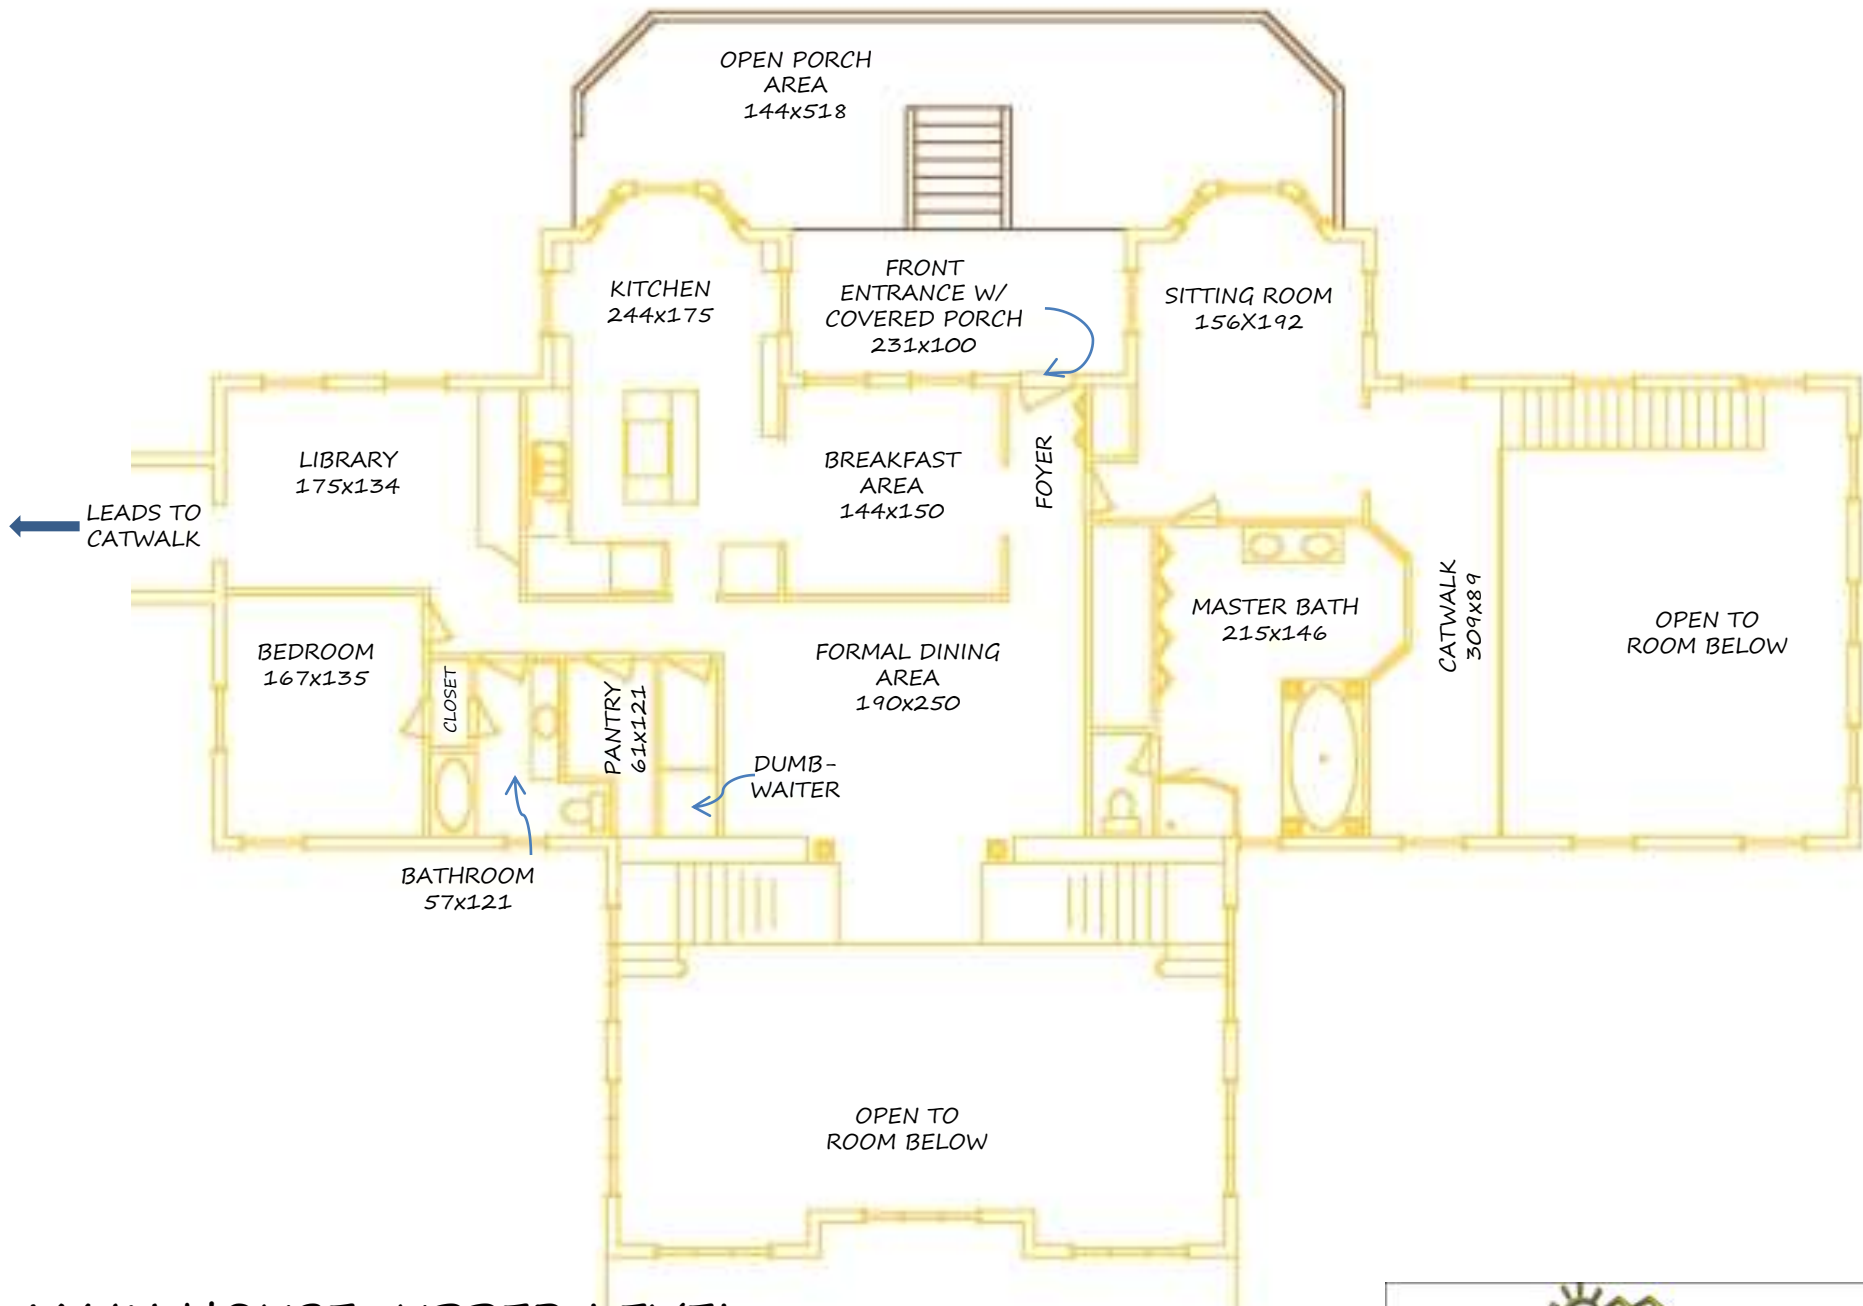 OPEN PORCH
AREA
144x518
FRONT
ENTRANCE W/
COVERED PORCH
231x100
KITCHEN
244x175
SITTING ROOM
156X192
LIBRARY
175x134
BREAKFAST
AREA
144x150
FOYER
LEADS TO
CATWALK
MASTER BATH
215x146
CATWALK
309x89
OPEN TO
ROOM BELOW
BEDROOM
167x135
CLOSET
PANTRY
61x121
FORMAL DINING
AREA
190x250
DUMB-
WAITER
BATHROOM
57x121
OPEN TO
ROOM BELOW